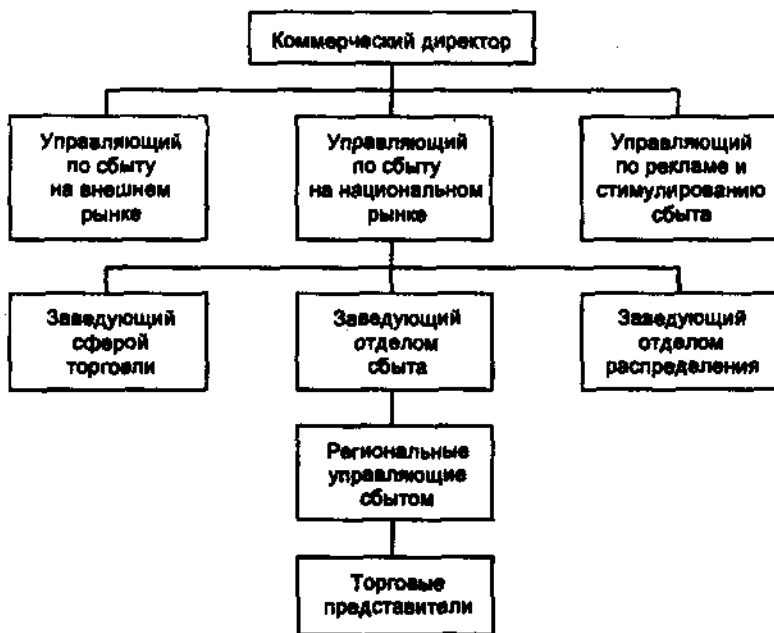 Коммерческий директор
Управляющий
по сбыту
на внешнем
рынке
Управляющий
по сбыту
на национальном
рынке
Управляющий
по рекламе и
стимулированию
сбыта
Заведующий
сферой
торговли
Заведующий
отделом
сбыта
Заведующий
отделом
распределения
Региональные
управляющие
сбытом
Торговые
представители